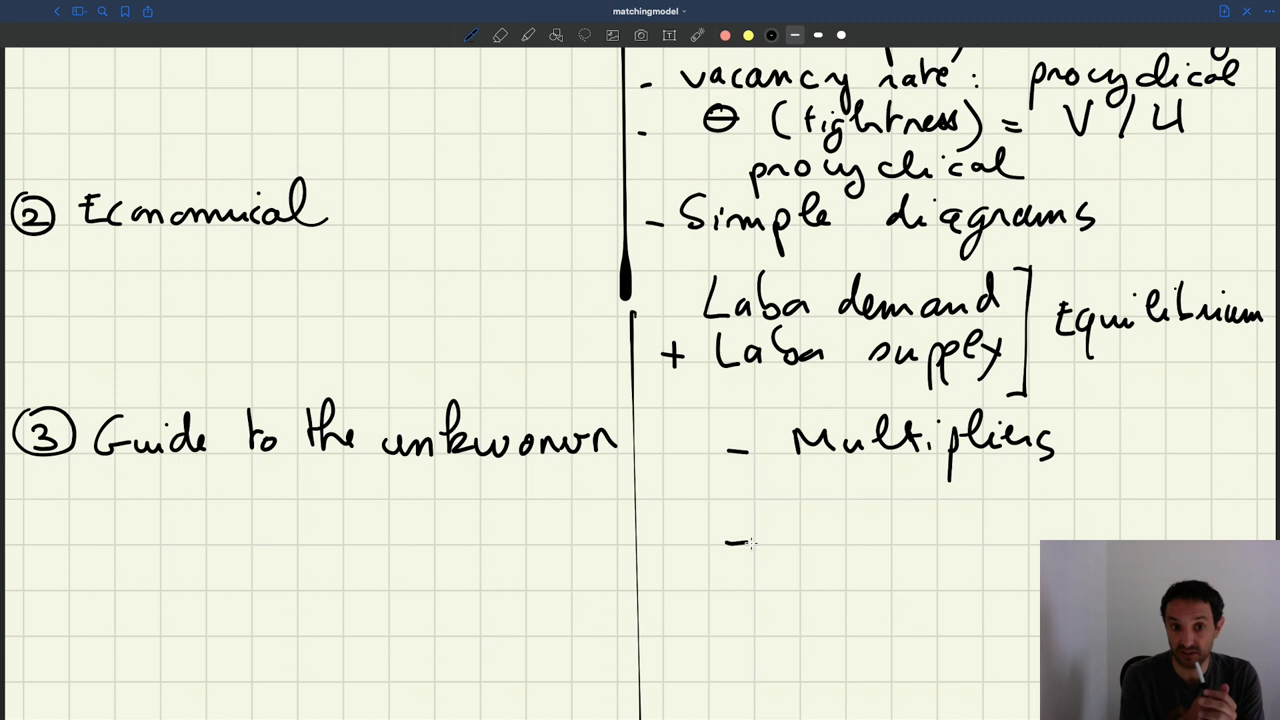 matchingmodel
- vacancy rate : procyclical
- θ (tightness) = V / U
procyclical
② Economical
- Simple diagrams
Labor demand
+ Labor supply
Equilibrium
③ Guide to the unkwonwn
- Multipliers
-